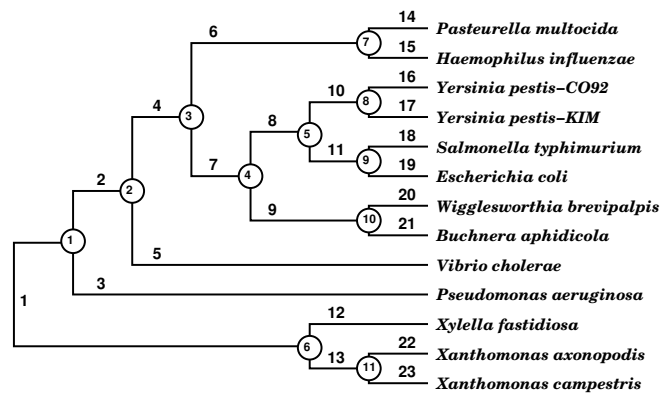 14
Pasteurella multocida
6
7
15
Haemophilus influenzae
16
Yersinia pestis–CO92
10
8
17
Yersinia pestis–KIM
4
3
8
5
18
Salmonella typhimurium
11
9
19
Escherichia coli
7
4
20
Wigglesworthia brevipalpis
2
2
9
10
21
Buchnera aphidicola
1
5
Vibrio cholerae
3
Pseudomonas aeruginosa
1
12
Xylella fastidiosa
6
22
Xanthomonas axonopodis
13
11
23
Xanthomonas campestris